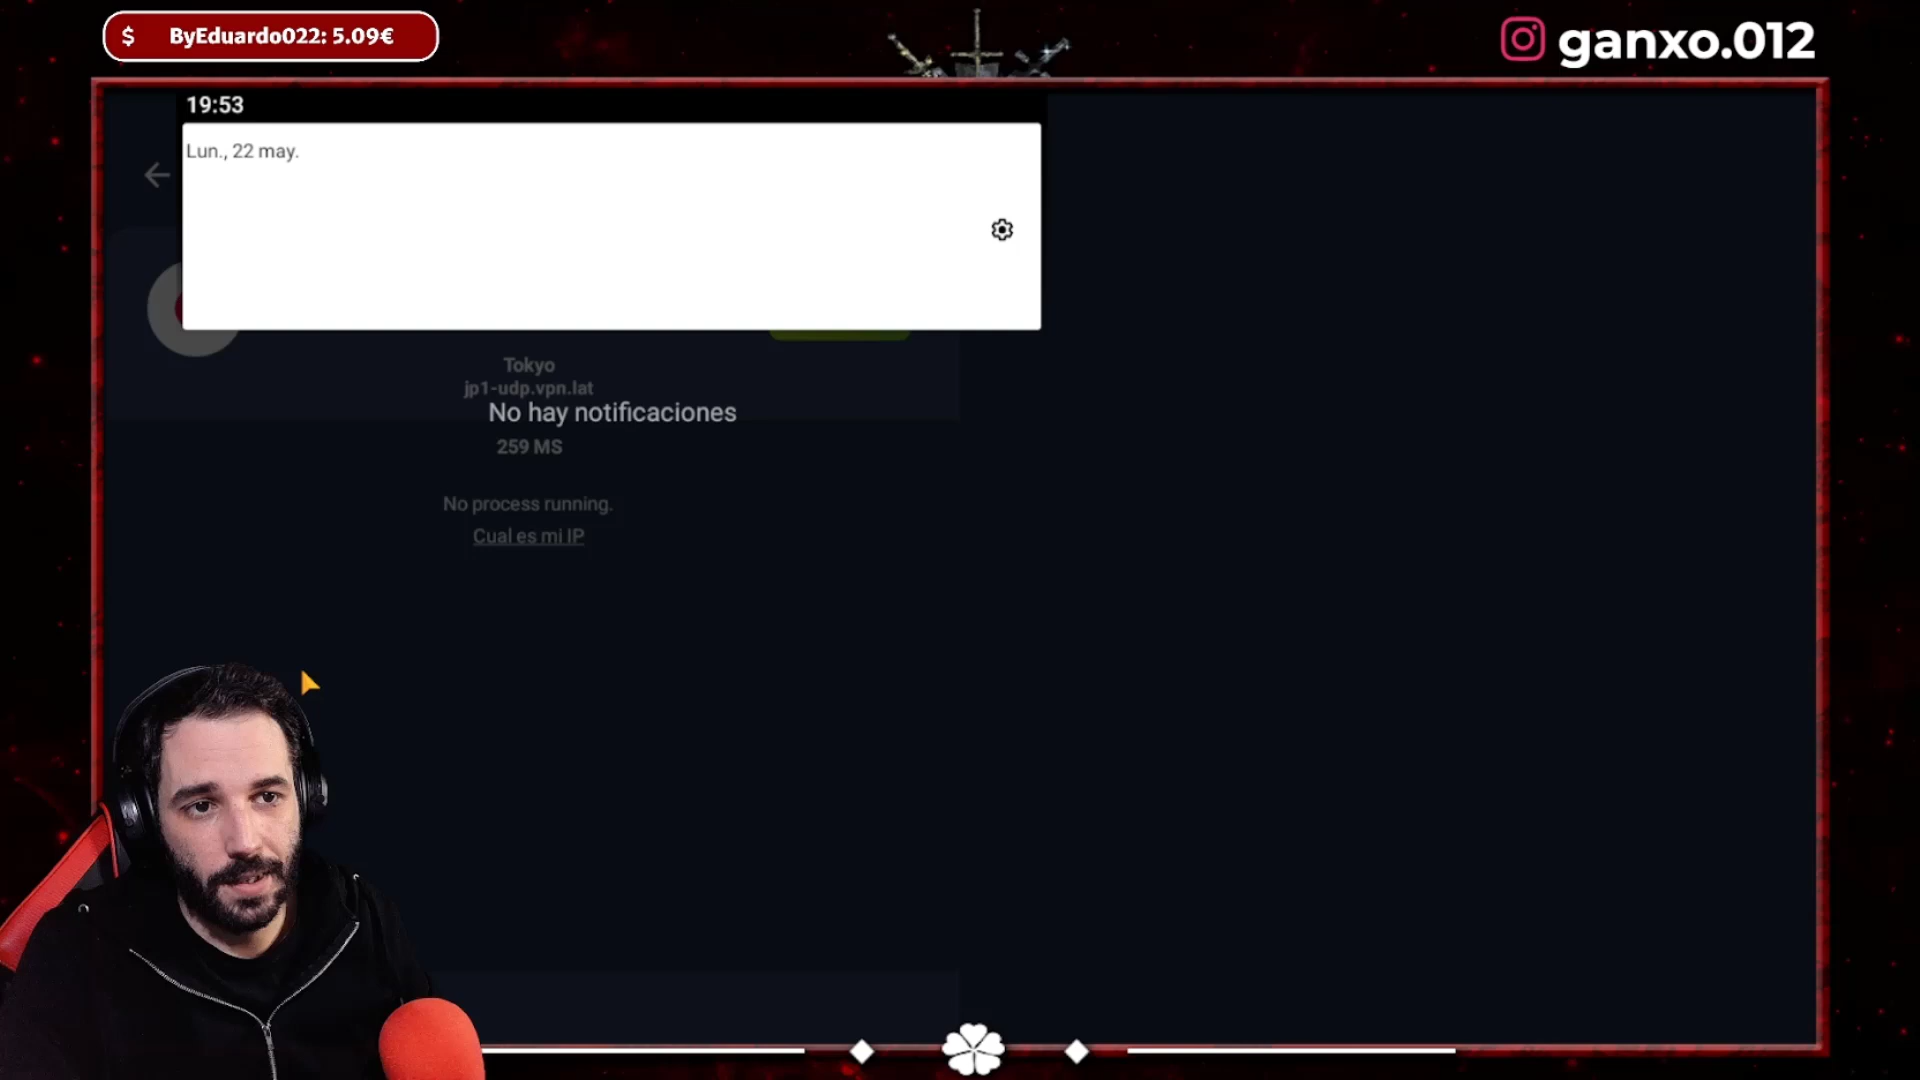 $ ByEduardo022: 5.09€
ganxo.012
19:53
Lun., 22 may.
Tokyo
jp1-udp.vpn.lat
No hay notificaciones
259 MS
No process running.
Cual es mi IP